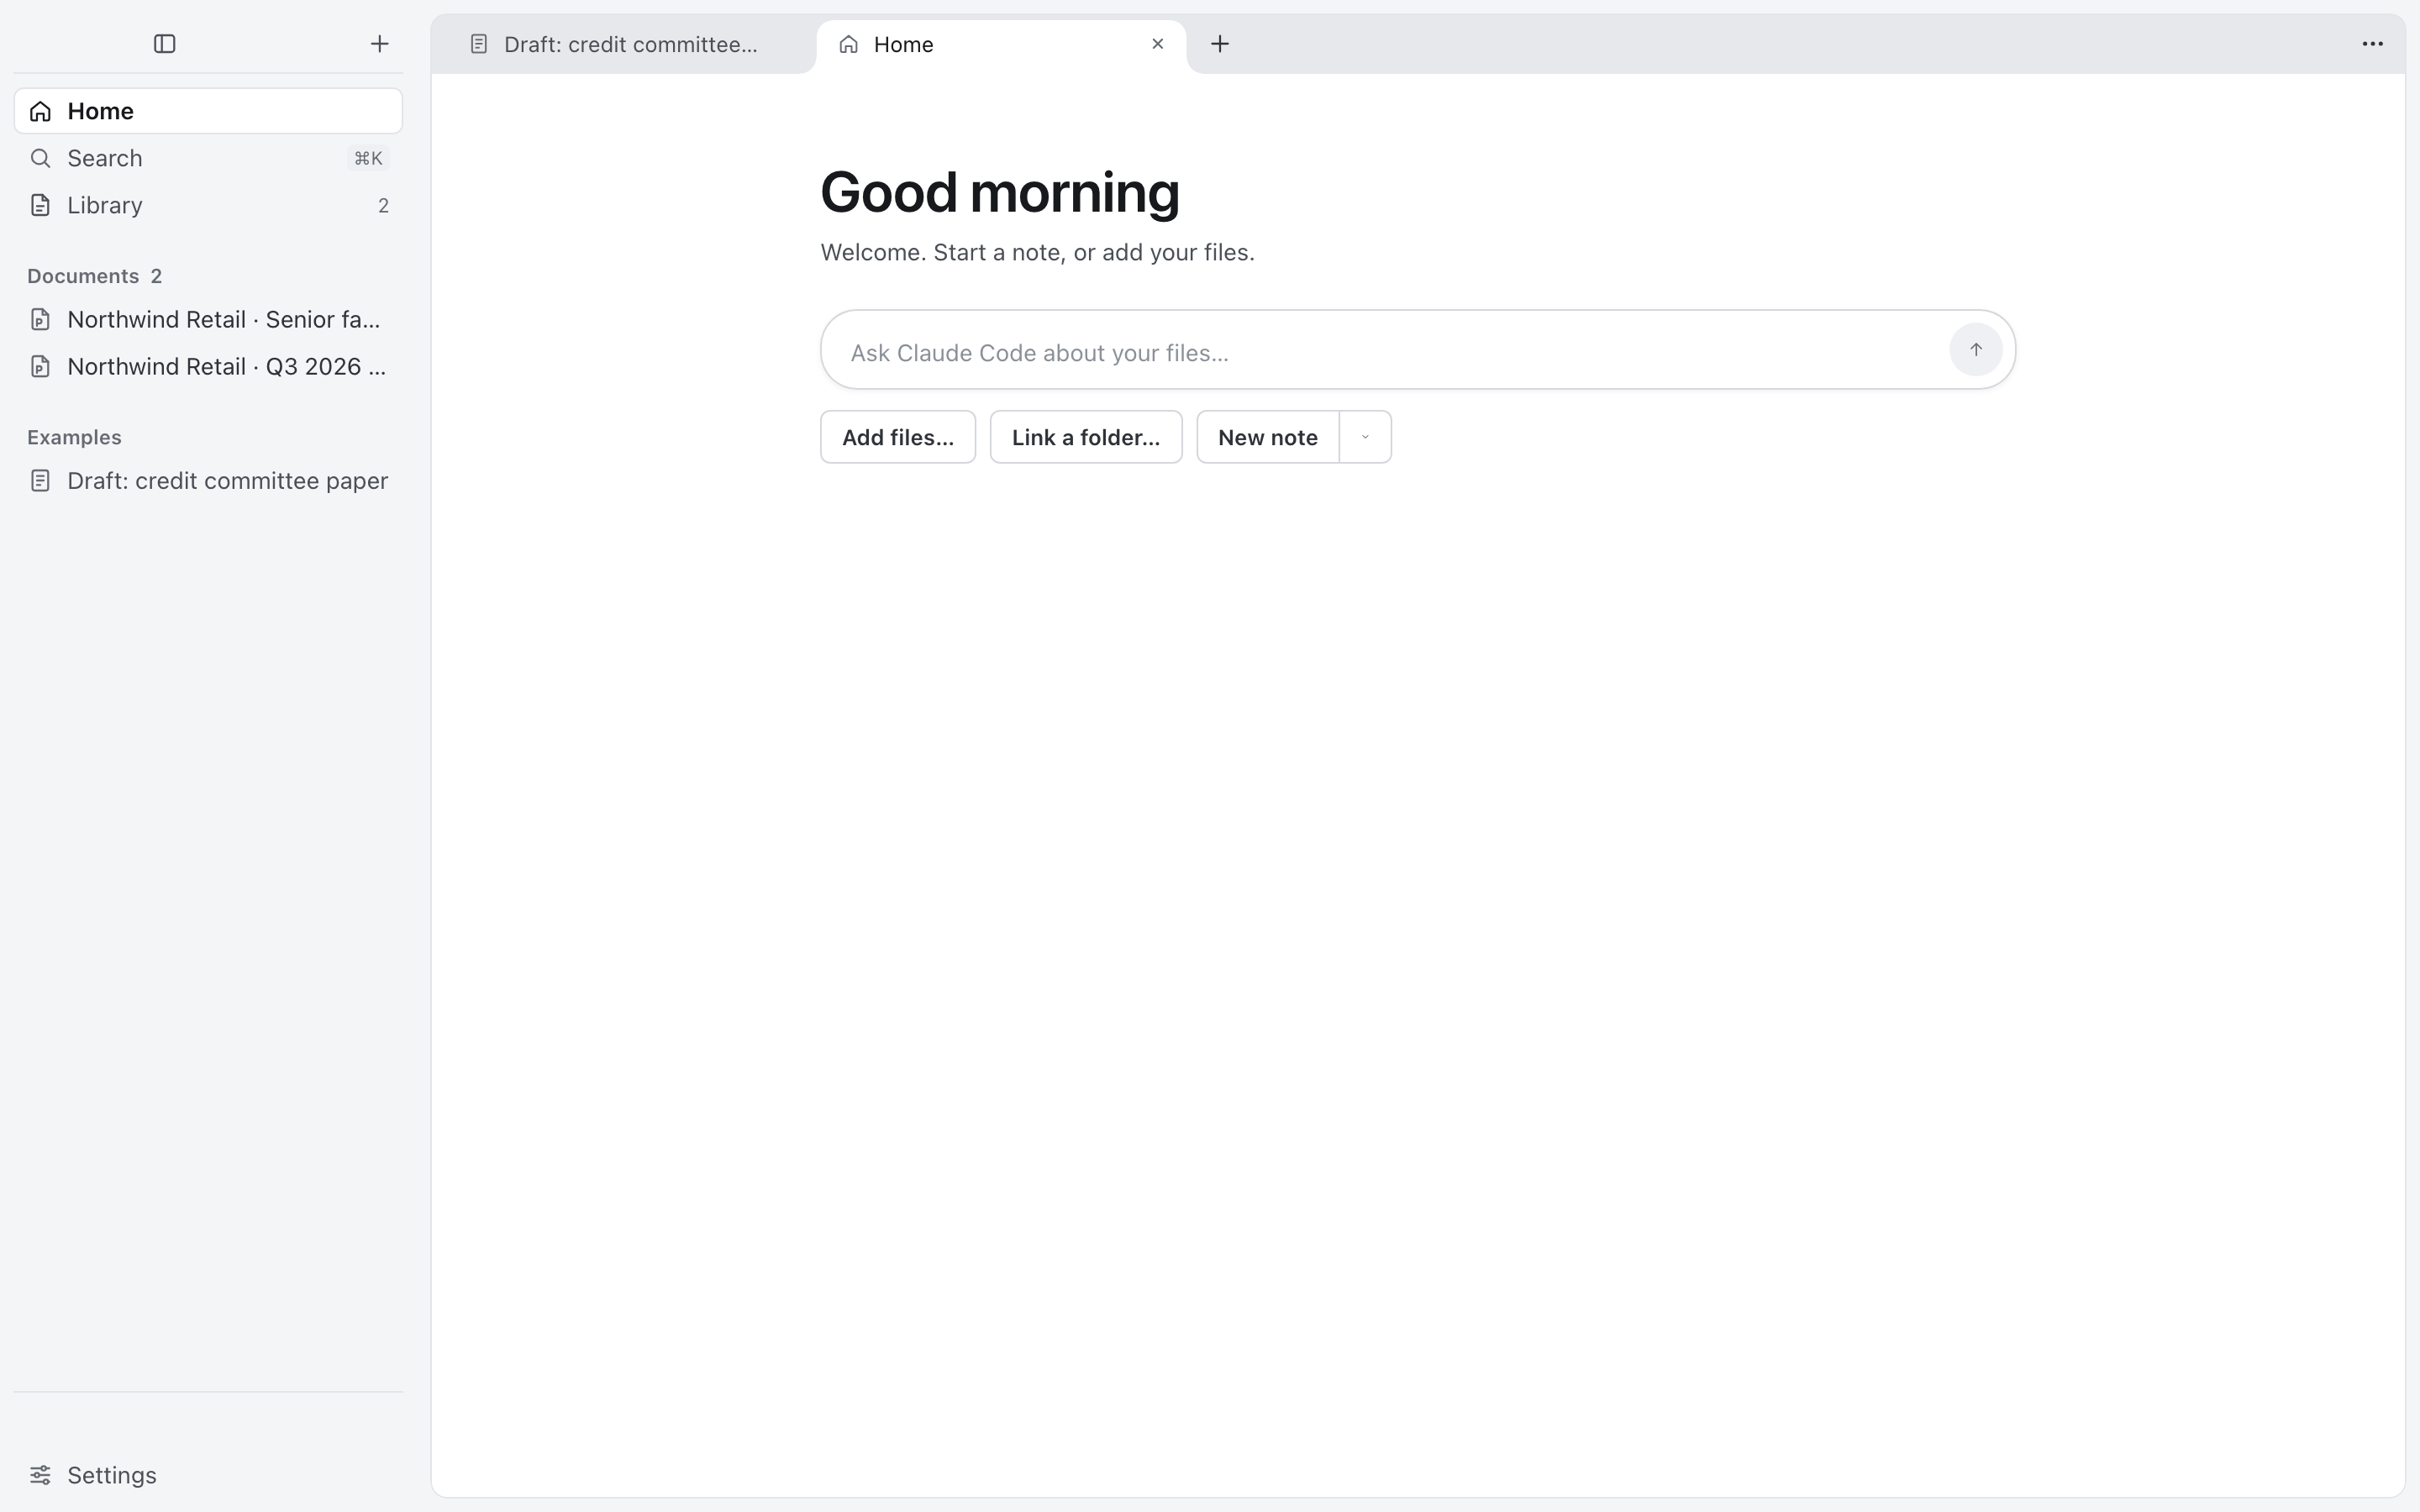 Home
Search ⌘K
Library 2
Documents 2
Northwind Retail · Senior fa...
Northwind Retail · Q3 2026 ...
Examples
Draft: credit committee paper
Settings
Draft: credit committee...
Home
Good morning
Welcome. Start a note, or add your files.
Ask Claude Code about your files...
Add files... Link a folder... New note